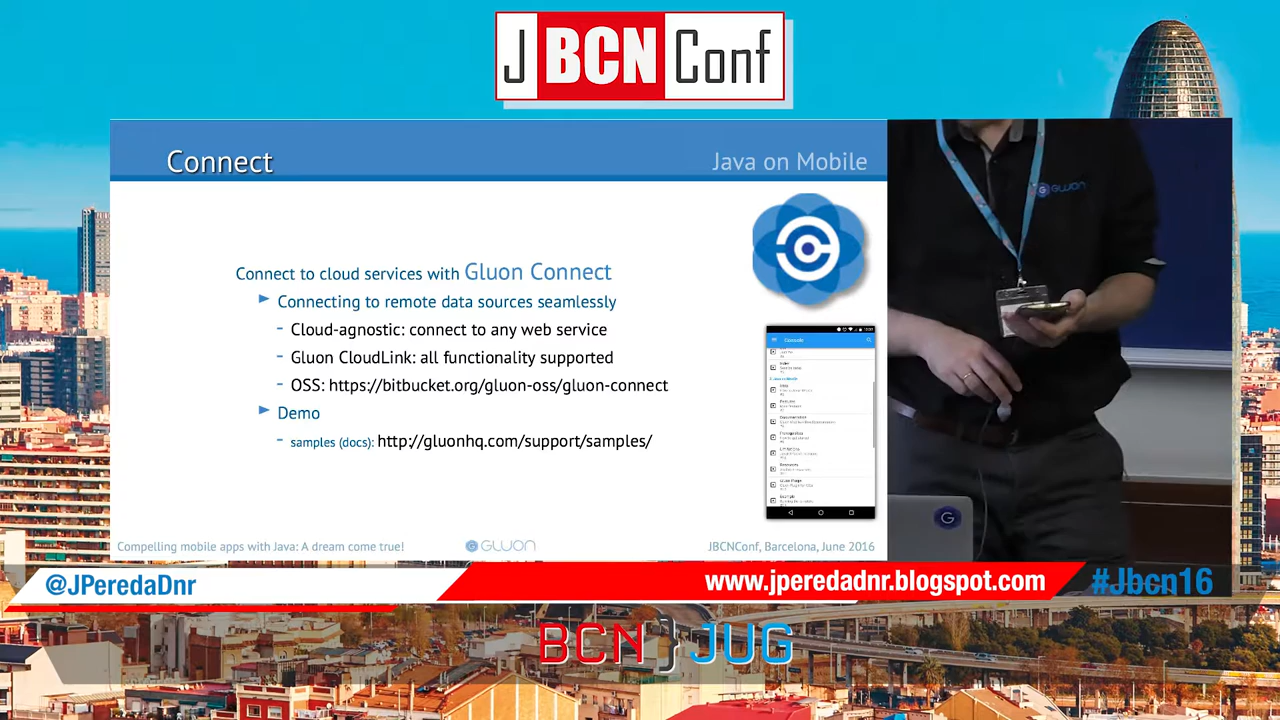 J BCN Conf
Connect
Java on Mobile
GLUON
Connect to cloud services with Gluon Connect
Connecting to remote data sources seamlessly
- Cloud-agnostic: connect to any web service
- Gluon CloudLink: all functionality supported
- OSS: https://bitbucket.org/gluon-oss/gluon-connect
Demo
- samples (docs): http://gluonhq.com/support/samples/
Compelling mobile apps with Java: A dream come true!
GLUON
JBCNConf, Barcelona, June 2016
@JPeredaDnr
www.jperedadnr.blogspot.com
#Jbcn16
BCN}JUG